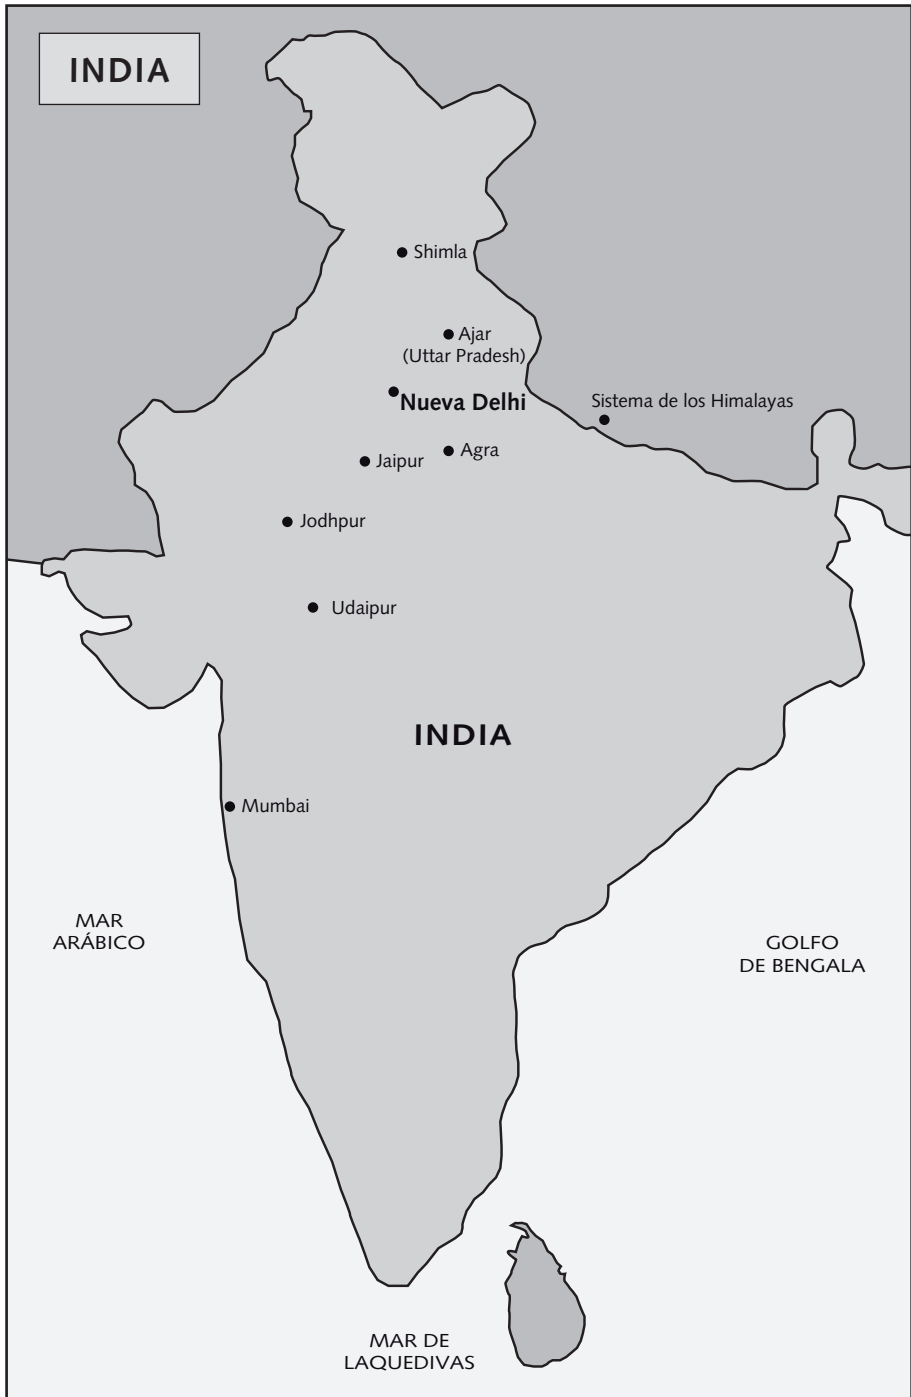 INDIA
Shimla
Ajar
(Uttar Pradesh)
Nueva Delhi
Sistema de los Himalayas
Agra
Jaipur
Jodhpur
Udaipur
INDIA
Mumbai
MAR
ARÁBICO
GOLFO
DE BENGALA
MAR DE
LAQUEDIVAS